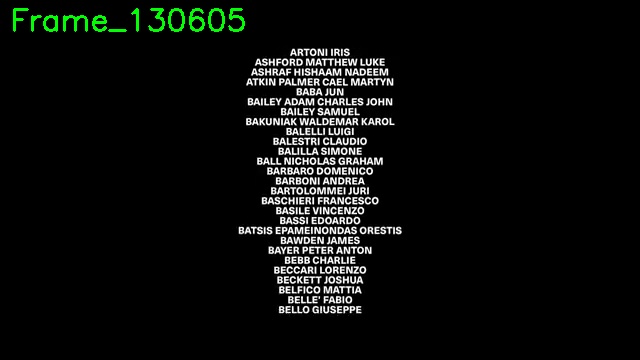 Frame_130605
ARTONI IRIS
ASHFORD MATTHEW LUKE
ASHRAF HISHAAM NADEEM
ATKIN PALMER CAEL MARTYN
BABA JUN
BAILEY ADAM CHARLES JOHN
BAILEY SAMUEL
BAKUNIAK WALDEMAR KAROL
BALELLI LUIGI
BALESTRI CLAUDIO
BALILLA SIMONE
BALL NICHOLAS GRAHAM
BARBARO DOMENICO
BARBONI ANDREA
BARTOLOMMEI JURI
BASCHIERI FRANCESCO
BASILE VINCENZO
BASSI EDOARDO
BATSIS EPAMEINONDAS ORESTIS
BAWDEN JAMES
BAYER PETER ANTON
BEBB CHARLIE
BECCARI LORENZO
BECKETT JOSHUA
BELFICO MATTIA
BELLE' FABIO
BELLO GIUSEPPE